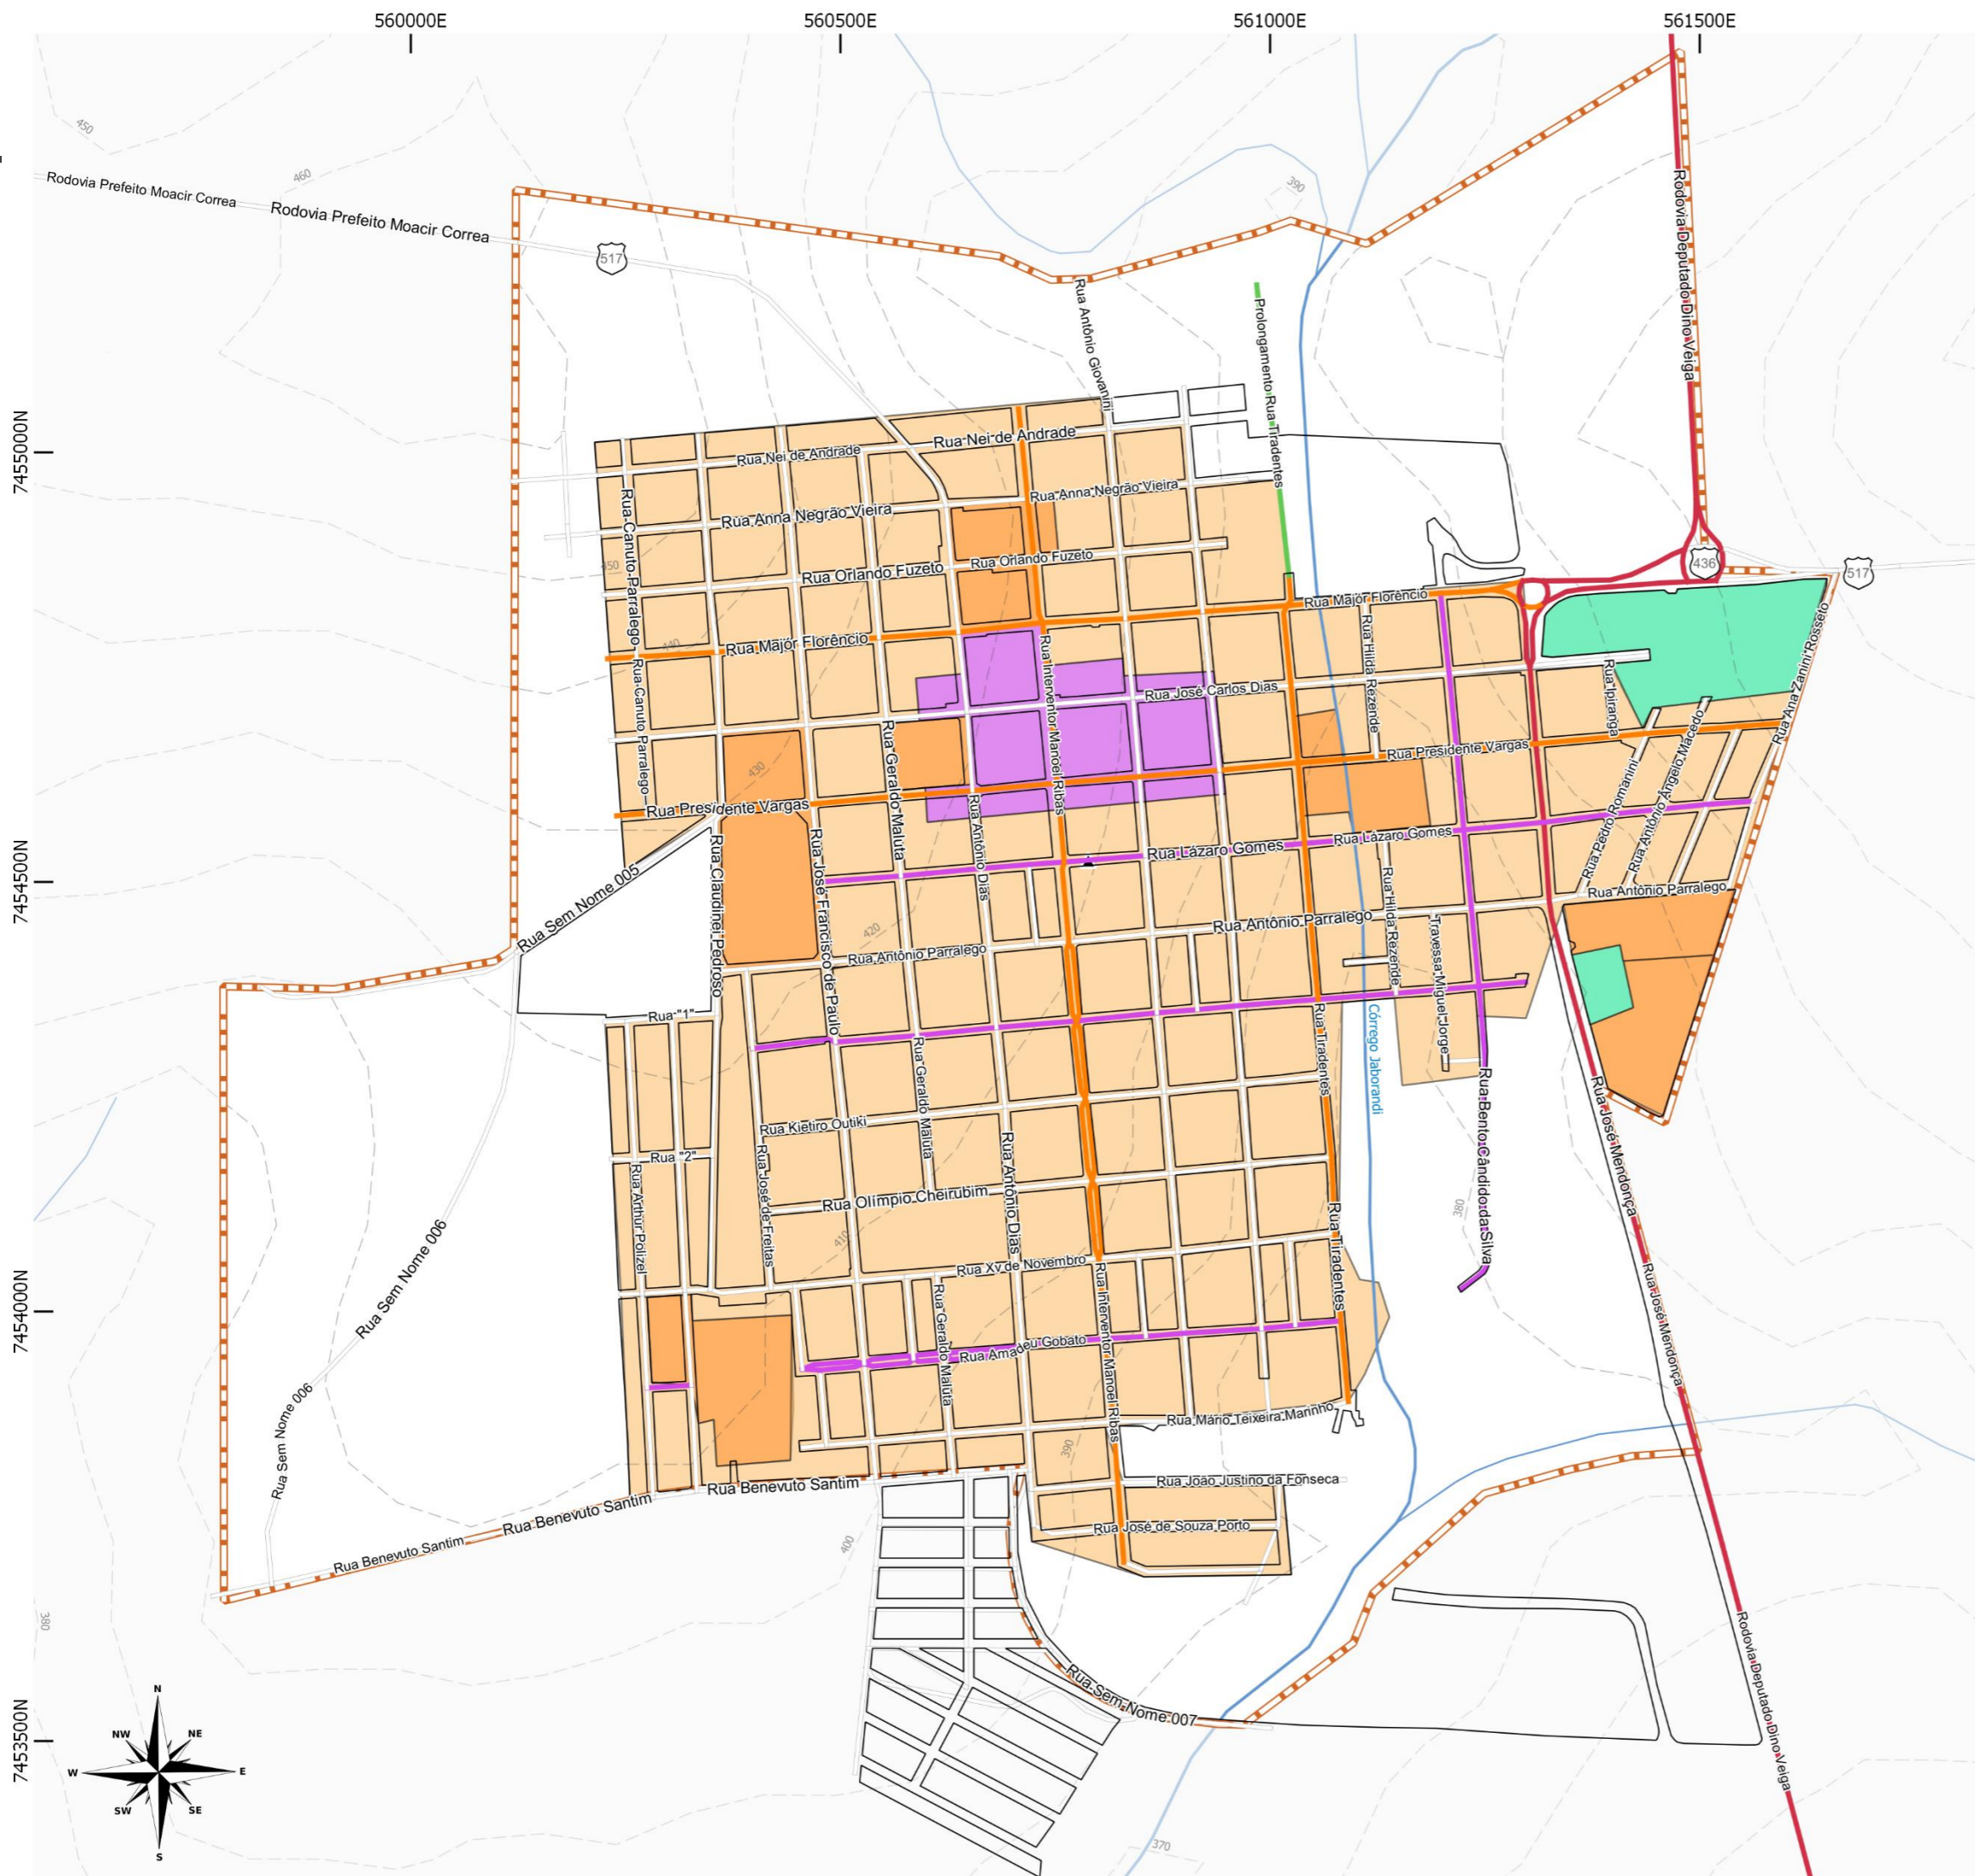 560000E
560500E
561000E
561500E
450
460
390
Rodovia Prefeito Moacir Correa
Rodovia Prefeito Moacir Correa
517
Rodovia Deputado Dino Veiga
Rua Antônio Giovanini
Prolongamento Rua Tiradentes
7455000N
Rua Nei de Andrade
Rua Nei de Andrade
Rua Anna Negrão Vieira
Rua Anna Negrão Vieira
Rua Canuto Parralego
Rua Orlando Fuzeto
Rua Orlando Fuzeto
450
436
517
Rua Major Florêncio
Rua Major Florêncio
440
Rua Canuto Parralego
Rua Interventor Manoel Ribas
Rua Hilda Rezende
Rua José Carlos Dias
Rua Ipiranga
Rua Ana Zanini Rosseto
Rua Geraldo Maluta
Rua Presidente Vargas
Rua Presidente Vargas
430
Rua Pedro Romanini
Rua Antônio Ângelo Macedo
Rua Antônio Dias
Rua Lázaro Gomes
Rua Lázaro Gomes
7454500N
Rua Sem Nome 005
Rua Claudinei Pedroso
Rua José Francisco de Paulo
Rua Antônio Parralego
Rua Antônio Parralego
Rua Antônio Parralego
420
Rua Hilda Rezende
Travessa Miguel Jorge
Rua "1"
Rua Tiradentes
Córrego Jaborandi
Rua Geraldo Maluta
Rua Kietiro Outiki
Rua Bento Cândido da Silva
Rua José Mendonça
Rua "2"
Rua Arthur Polizel
Rua José de Freitas
Rua Antônio Dias
Rua Olímpio Cheirubim
380
410
Rua Tiradentes
Rua Sem Nome 006
Rua Xv de Novembro
Rua José Mendonça
7454000N
Rua Geraldo Maluta
Rua Interventor Manoel Ribas
Rua Amadeu Gobato
Rua Sem Nome 006
Rua Mário Teixeira Marinho
390
Rua Benevuto Santim
Rua Benevuto Santim
Rua Benevuto Santim
Rua João Justino da Fonseca
Rua José de Souza Porto
400
380
Rua Sem Nome 007
Rodovia Deputado Dino Veiga
7453500N
370
N
NW
NE
W
E
SW
SE
S